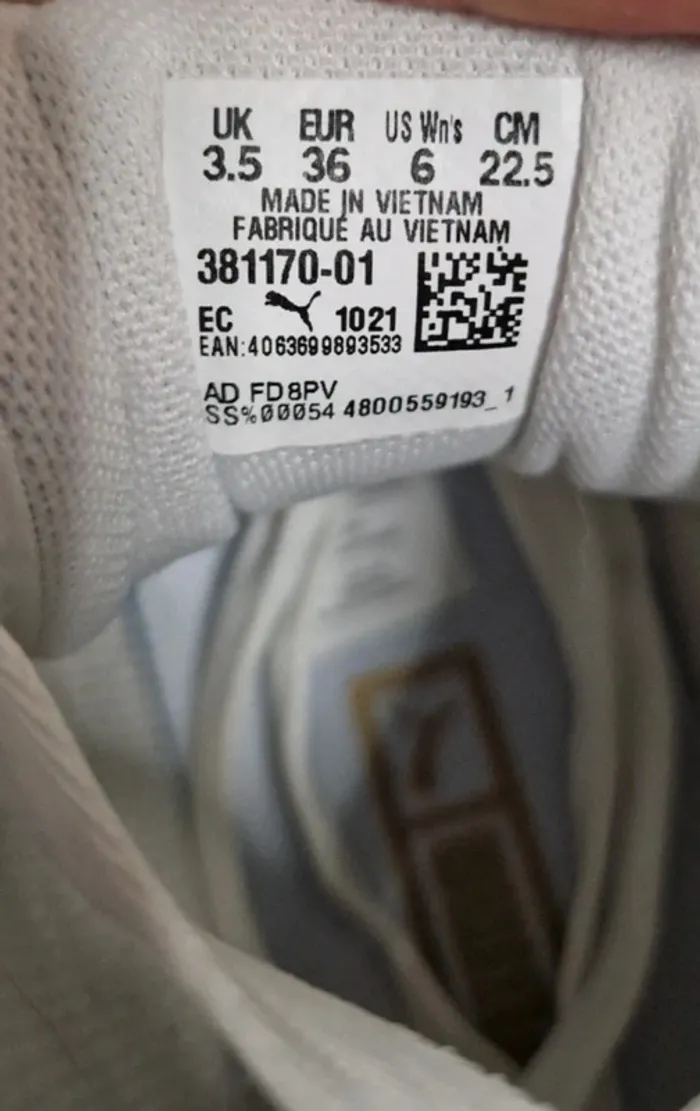 UK EUR US Wn's CM
3.5 36 6 22.5
MADE IN VIETNAM
FABRIQUÉ AU VIETNAM
381170-01
EC 1021
EAN:4063699893533
AD FD8PV
SS%00054 4800559193_1